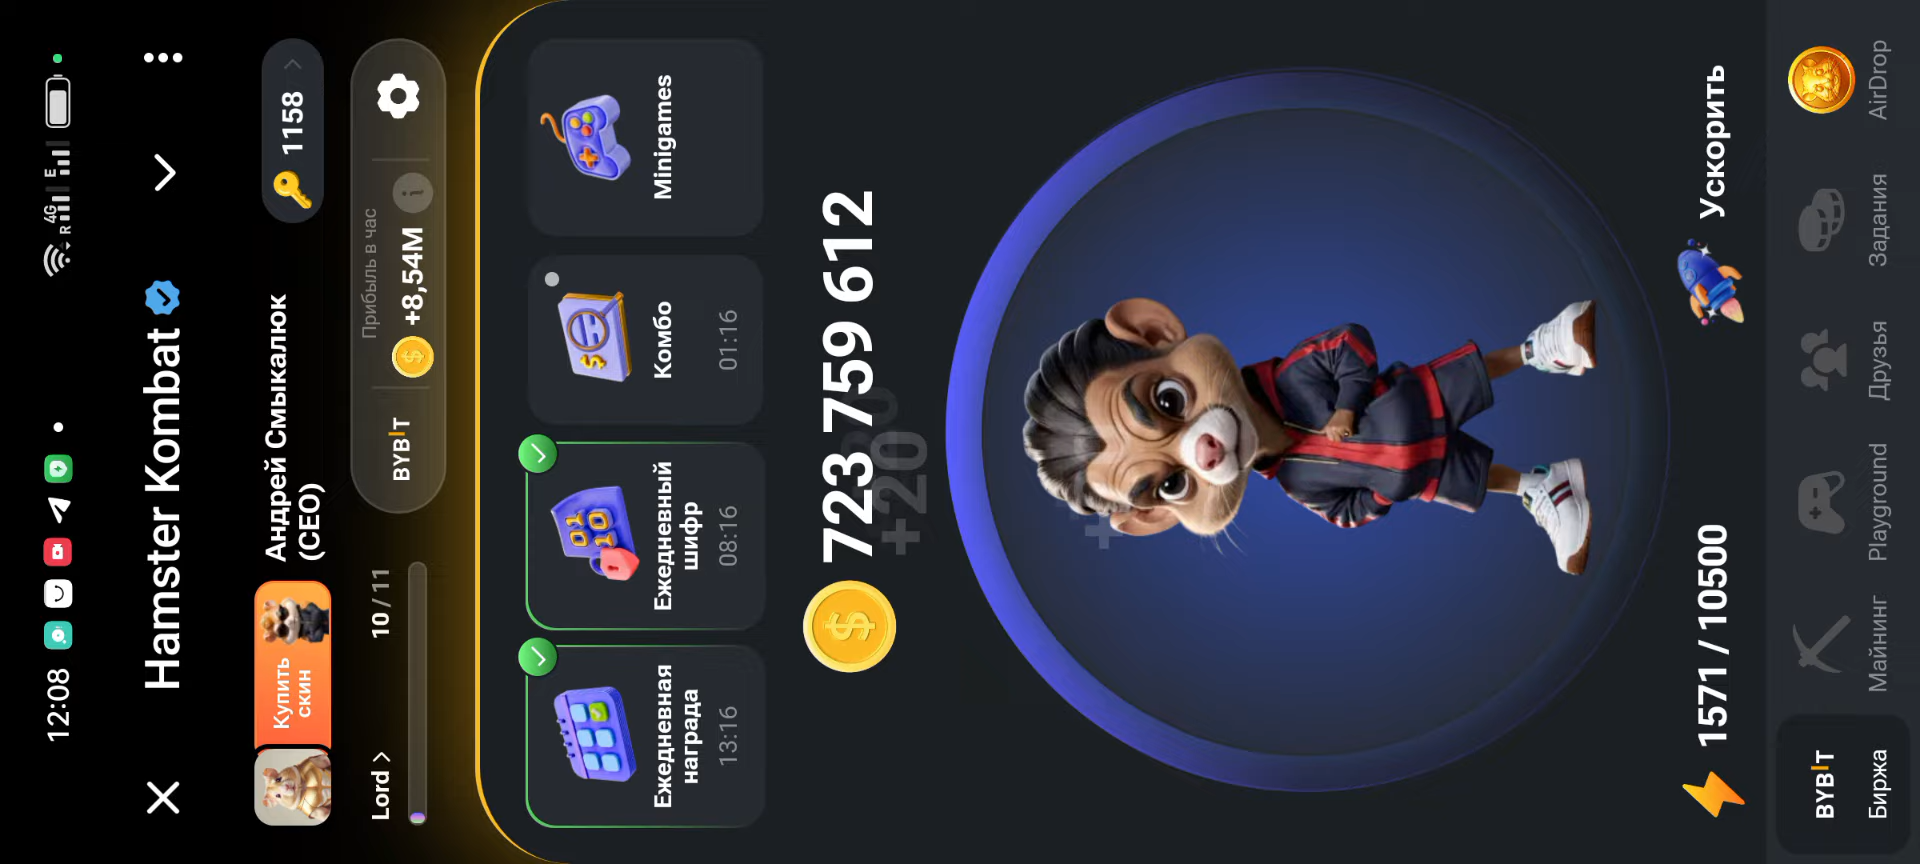 12:08
4G
R
E
Hamster Kombat
Купить
скин
Андрей Смыкалюк
(CEO)
1158
Lord >
10 / 11
BYBIT
Прибыль в час
+8,54M
i
Ежедневная
награда
13:16
Ежедневный
шифр
08:16
Комбо
01:16
Minigames
723 759 612
+20
1571 / 10500
Ускорить
BYBIT
Биржа
Майнинг
Playground
Друзья
Задания
AirDrop